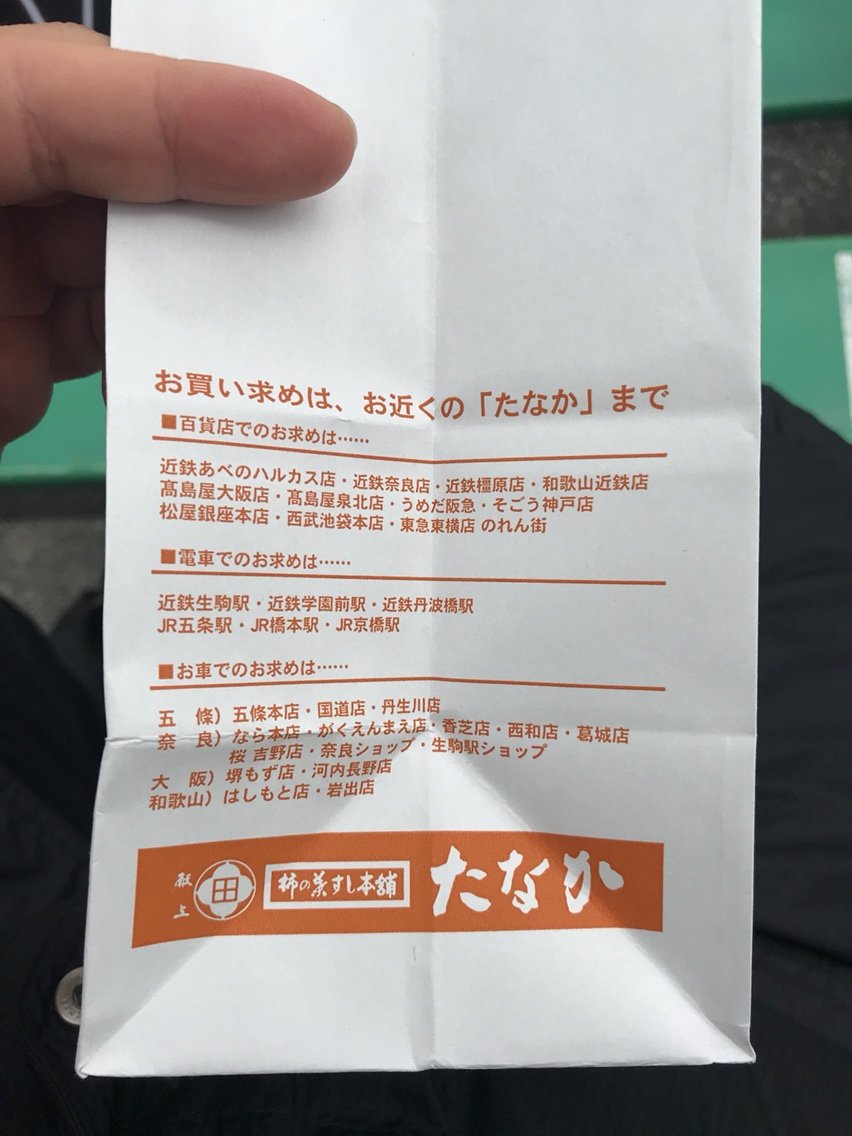 お買い求めは、お近くの「たなか」まで
■百貨店でのお求めは……
近鉄あべのハルカス店・近鉄奈良店・近鉄橿原店・和歌山近鉄店
髙島屋大阪店・髙島屋泉北店・うめだ阪急・そごう神戸店
松屋銀座本店・西武池袋本店・東急東横店 のれん街
■電車でのお求めは……
近鉄生駒駅・近鉄学園前駅・近鉄丹波橋駅
JR五条駅・JR橋本駅・JR京橋駅
■お車でのお求めは……
五 條）五條本店・国道店・丹生川店
奈 良）なら本店・がくえんまえ店・香芝店・西和店・葛城店
桜 吉野店・奈良ショップ・生駒駅ショップ
大 阪）堺もず店・河内長野店
和歌山）はしもと店・岩出店
献上 田 柿の葉すし本舗 たなか